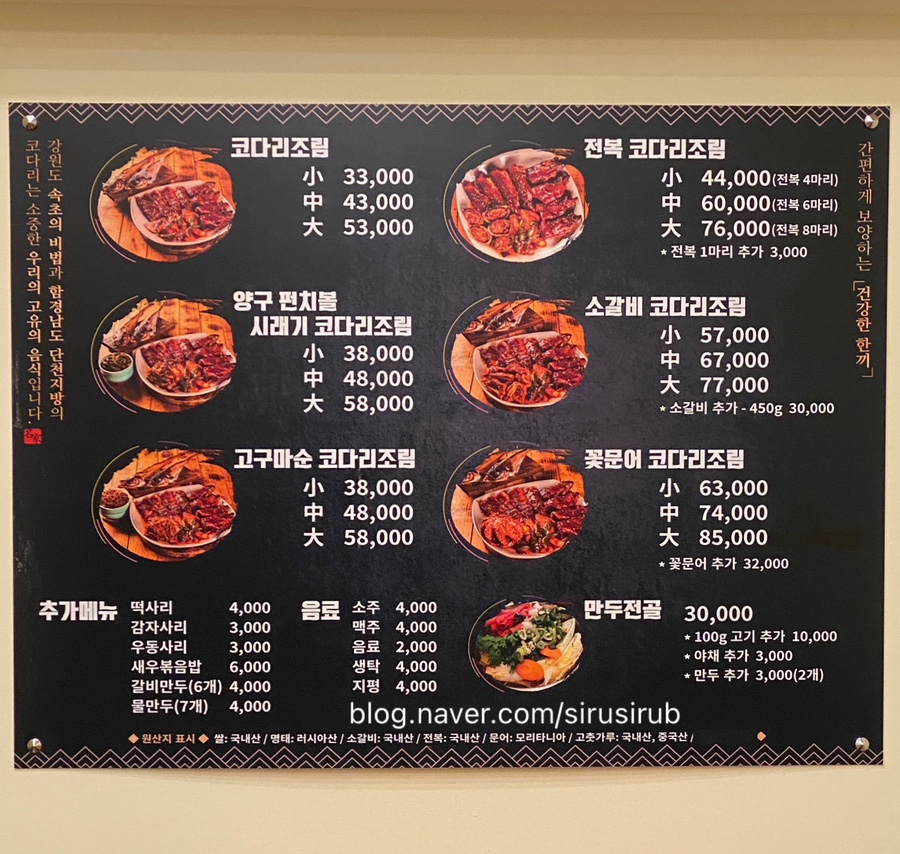 강원도 속초의 비법과 함경남도 단천지방의
코다리는 소중한 우리의 고유의 음식입니다.
코다리조림
小 33,000
中 43,000
大 53,000
양구 펀치볼
시래기 코다리조림
小 38,000
中 48,000
大 58,000
고구마순 코다리조림
小 38,000
中 48,000
大 58,000
전복 코다리조림
小 44,000(전복 4마리)
中 60,000(전복 6마리)
大 76,000(전복 8마리)
* 전복 1마리 추가 3,000
소갈비 코다리조림
小 57,000
中 67,000
大 77,000
* 소갈비 추가 - 450g 30,000
꽃문어 코다리조림
小 63,000
中 74,000
大 85,000
* 꽃문어 추가 32,000
간편하게 보양하는 「건강한 한끼」
추가메뉴
떡사리 4,000
감자사리 3,000
우동사리 3,000
새우볶음밥 6,000
갈비만두(6개) 4,000
물만두(7개) 4,000
음료
소주 4,000
맥주 4,000
음료 2,000
생탁 4,000
지평 4,000
만두전골 30,000
* 100g 고기 추가 10,000
* 야채 추가 3,000
* 만두 추가 3,000(2개)
blog.naver.com/sirusirub
◆ 원산지 표시 ◆ 쌀: 국내산 / 명태: 러시아산 / 소갈비: 국내산 / 전복: 국내산 / 문어: 모리타니아 / 고춧가루: 국내산, 중국산 / ◆